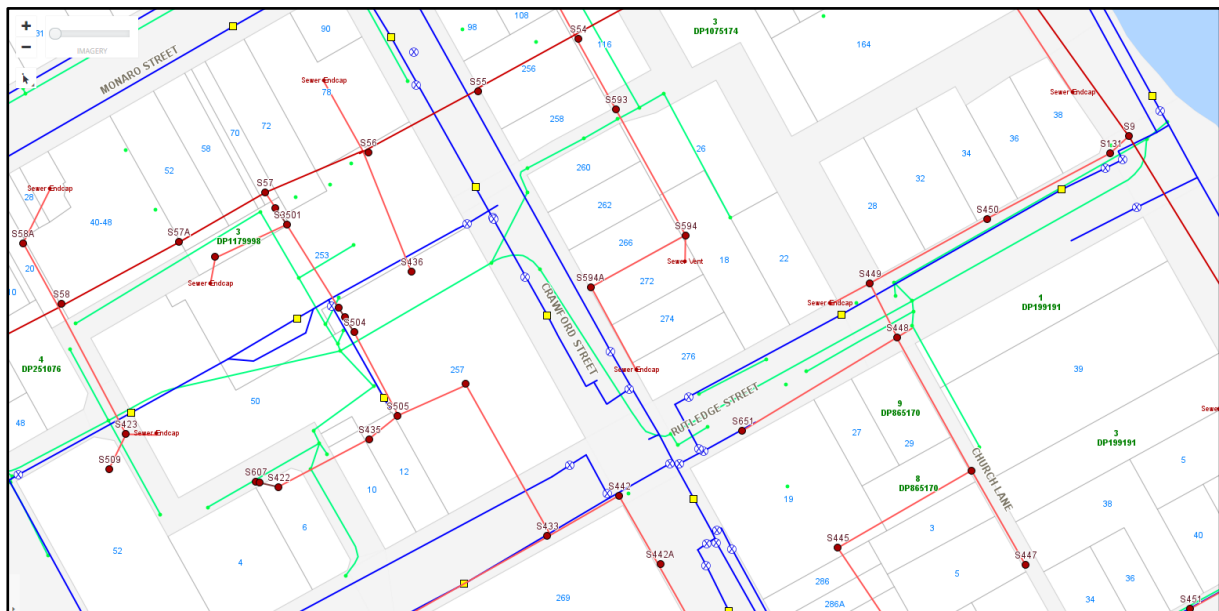 +
−
IMAGERY
31
MONARO STREET
90
98
108
S54
116
3
DP1075174
164
256
S55
78
Sewer Endcap
72
70
58
52
258
S593
Sewer Endcap
38
36
34
32
28
S9
S131
S56
26
260
262
266
S57
28
Sewer Endcap
40-48
S3501
S58A
S57A
3
DP1179998
253
S450
S594
Sewer Vent
18
22
20
10
Sewer Endcap
S436
S594A
272
S449
Sewer Endcap
S58
274
CRAWFORD STREET
1
DP199191
S504
S448
4
DP251076
276
Sewer Endcap
257
39
50
RUTLEDGE STREET
9
DP865170
48
S505
S423
Sewer Endcap
S435
S651
27
29
3
DP199191
Sewer
S509
12
5
S607
S422
10
8
DP865170
CHURCH LANE
S442
19
38
6
S433
3
40
52
4
S442A
S445
5
S447
286
36
286A
34
269
S451